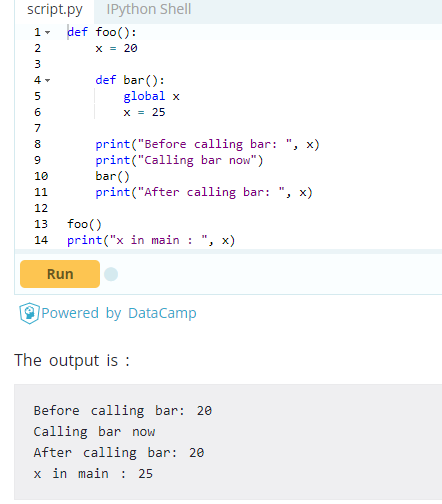 script.py IPython Shell
1 def foo():
2     x = 20
3
4     def bar():
5         global x
6         x = 25
7
8     print("Before calling bar: ", x)
9     print("Calling bar now")
10     bar()
11     print("After calling bar: ", x)
12
13 foo()
14 print("x in main : ", x)
Run
Powered by DataCamp
The output is :
Before calling bar: 20
Calling bar now
After calling bar: 20
x in main : 25